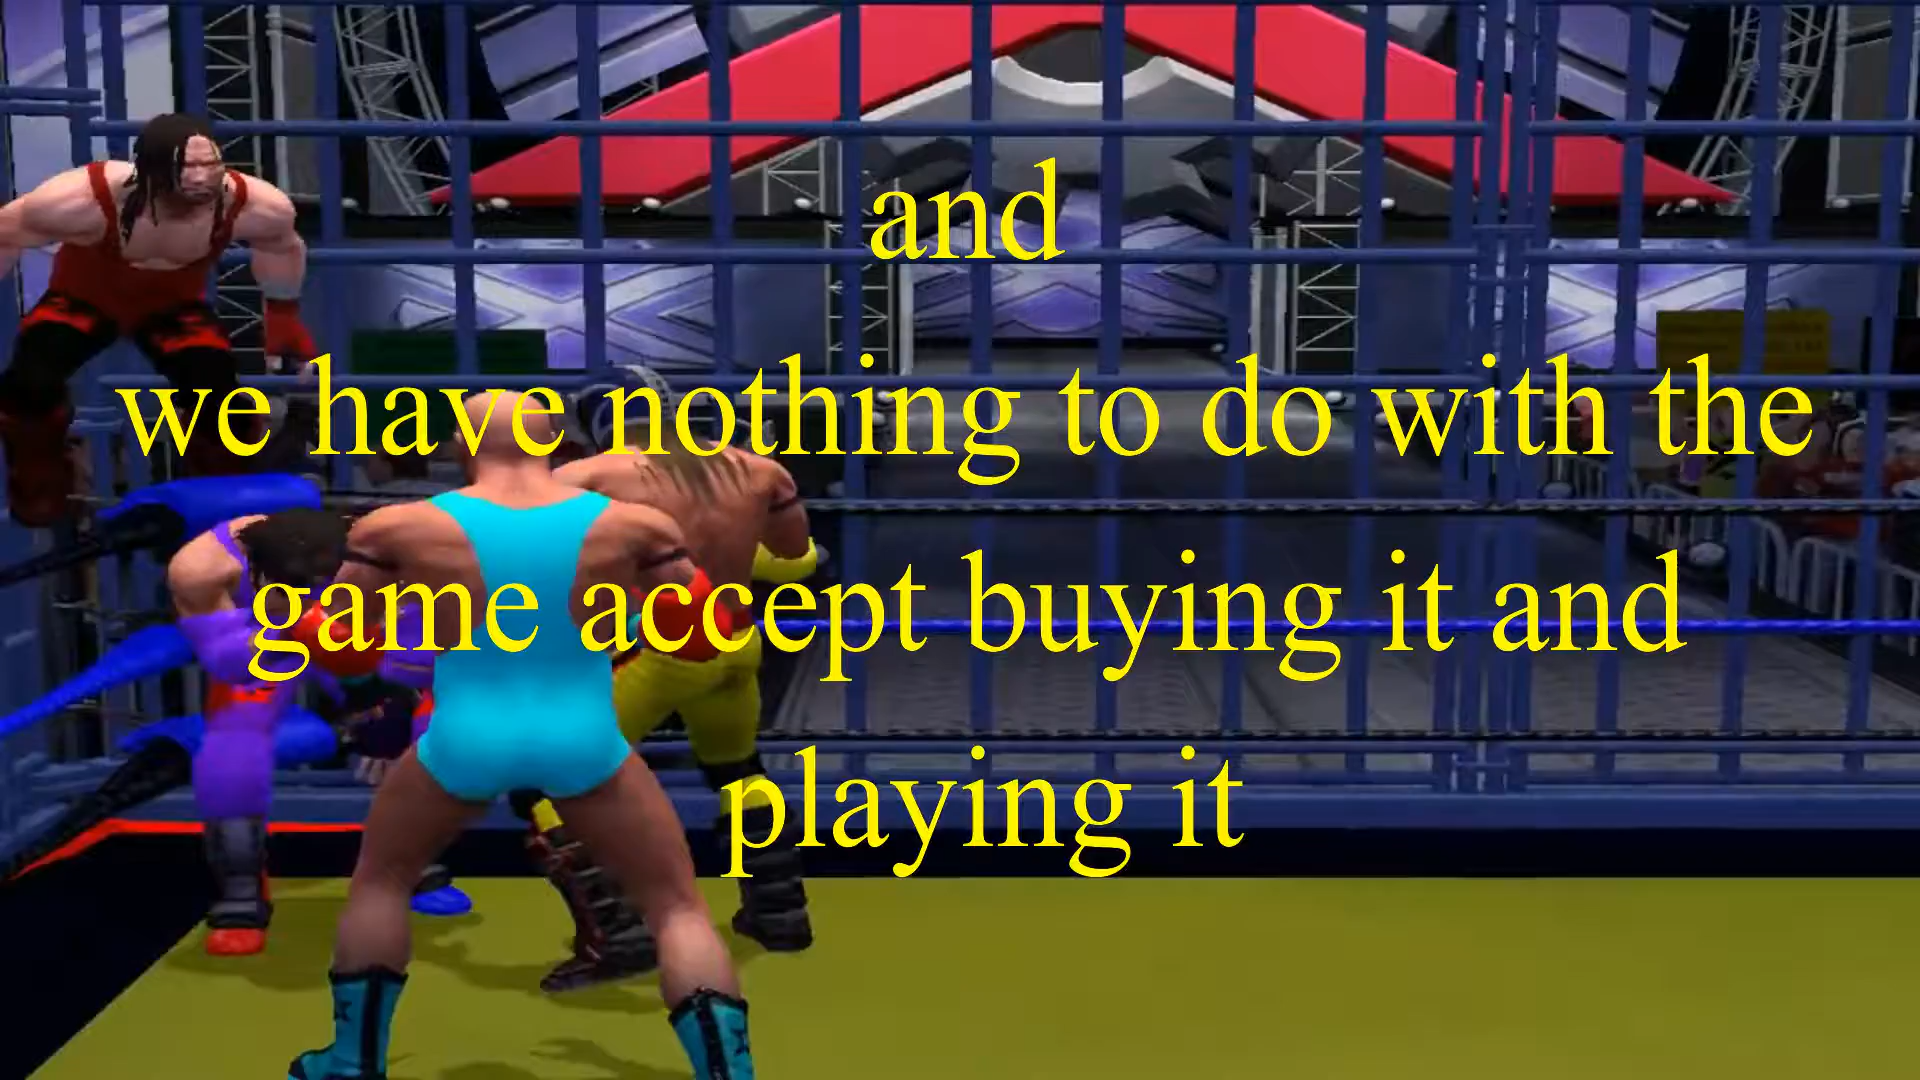 and
we have nothing to do with the
game accept buying it and
playing it